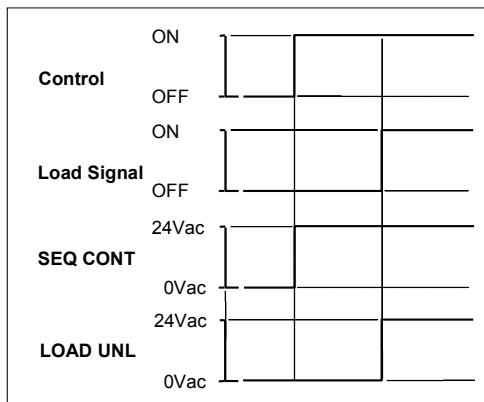 ON
Control
OFF
ON
Load Signal
OFF
24Vac
SEQ CONT
0Vac
24Vac
LOAD UNL
0Vac